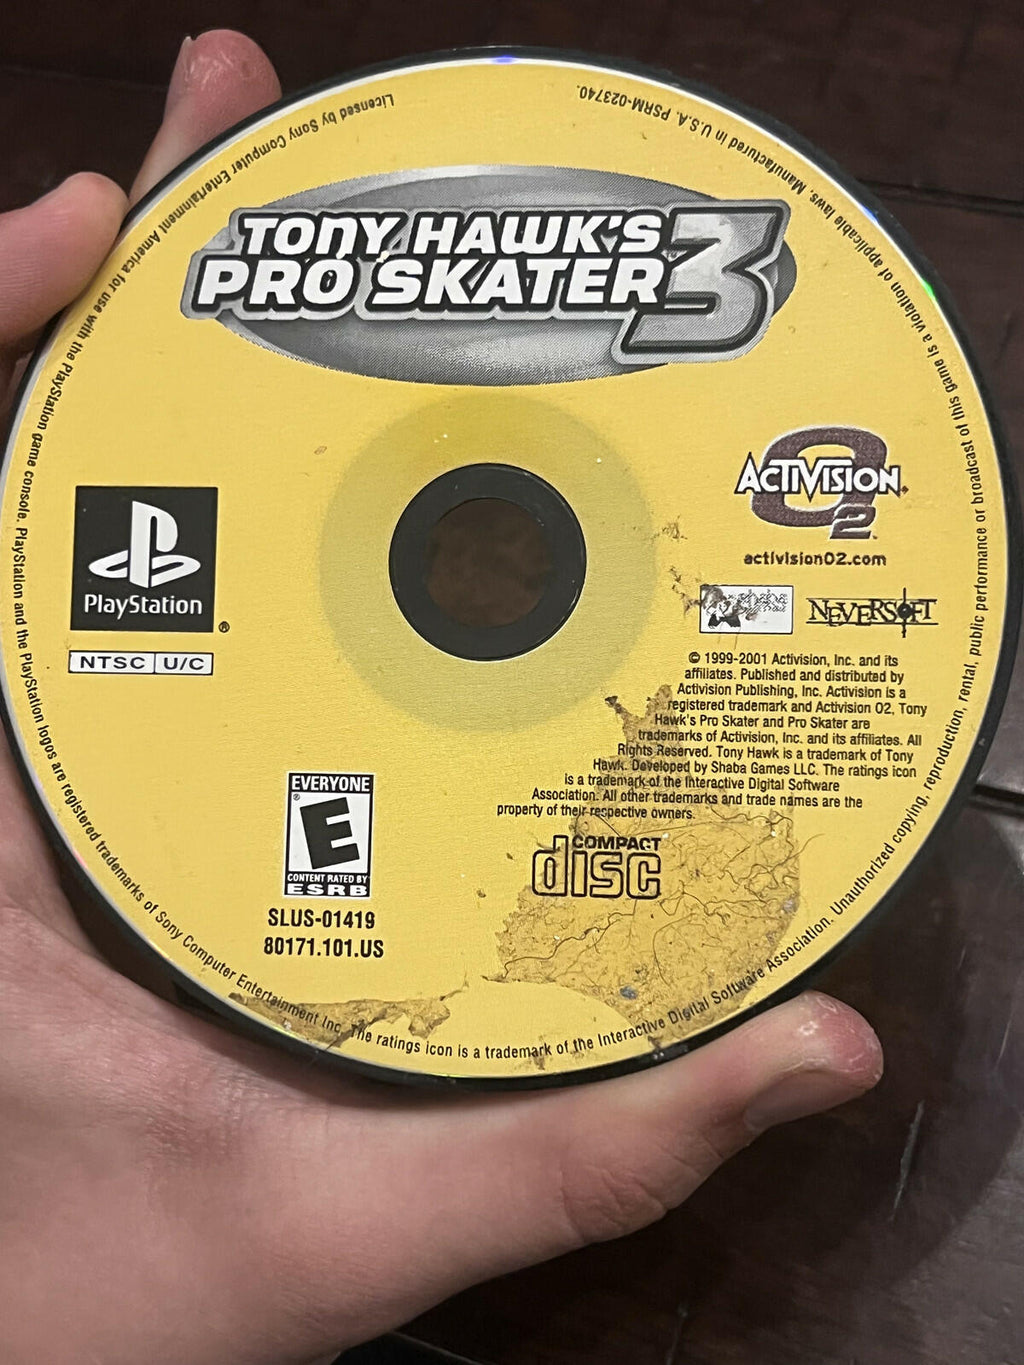 TONY HAWK'S
PRO SKATER 3
PlayStation®
NTSC U/C
ACTIVISION
O2
activisionO2.com
shaba
NEVERSOFT
© 1999-2001 Activision, Inc. and its
affiliates. Published and distributed by
Activision Publishing, Inc. Activision is a
registered trademark and Activision O2, Tony
Hawk's Pro Skater and Pro Skater are
trademarks of Activision, Inc. and its affiliates. All
Rights Reserved. Tony Hawk is a trademark of Tony
Hawk. Developed by Shaba Games LLC. The ratings icon
is a trademark of the Interactive Digital Software
Association. All other trademarks and trade names are the
property of their respective owners.
COMPACT
disc
EVERYONE
E®
CONTENT RATED BY
ESRB
SLUS-01419
80171.101.US
Licensed by Sony Computer Entertainment America for use with the PlayStation game console. PlayStation and the PlayStation logos are registered trademarks of Sony Computer Entertainment Inc. The ratings icon is a trademark of the Interactive Digital Software Association. Unauthorized copying, reproduction, rental, public performance or broadcast of this game is a violation of applicable laws. Manufactured in U.S.A. PSRM-023740.